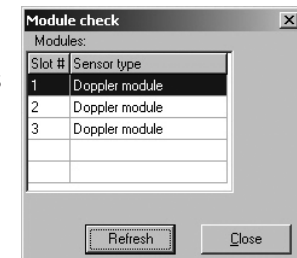 Module check
Modules:
Slot # Sensor type
1 Doppler module
2 Doppler module
3 Doppler module
Refresh Close